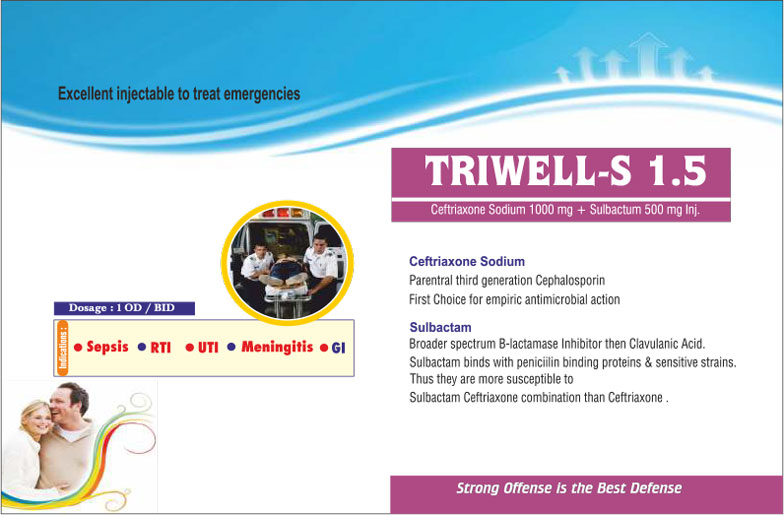 Excellent injectable to treat emergencies
TRIWELL-S 1.5
Ceftriaxone Sodium 1000 mg + Sulbactum 500 mg Inj.
Ceftriaxone Sodium
Parentral third generation Cephalosporin
First Choice for empiric antimicrobial action
Sulbactam
Broader spectrum B-lactamase Inhibitor then Clavulanic Acid.
Sulbactam binds with peniciilin binding proteins & sensitive strains.
Thus they are more susceptible to
Sulbactam Ceftriaxone combination than Ceftriaxone .
Dosage : 1 OD / BID
Indications :
• Sepsis • RTI • UTI • Meningitis • GI
Strong Offense is the Best Defense